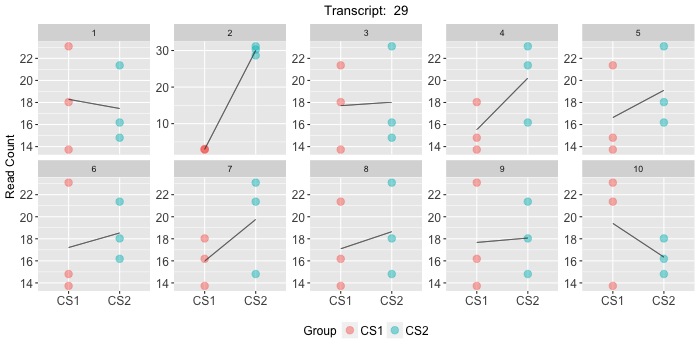 Transcript: 29
1 2 3 4 5
22 30 22 22 22
20 20 20 20
18 20 18 18 18
16 10 16 16 16
14 14 14 14
Read Count
6 7 8 9 10
22 22 22 22 22
20 20 20 20 20
18 18 18 18 18
16 16 16 16 16
14 14 14 14 14
CS1 CS2 CS1 CS2 CS1 CS2 CS1 CS2 CS1 CS2
Group CS1 CS2